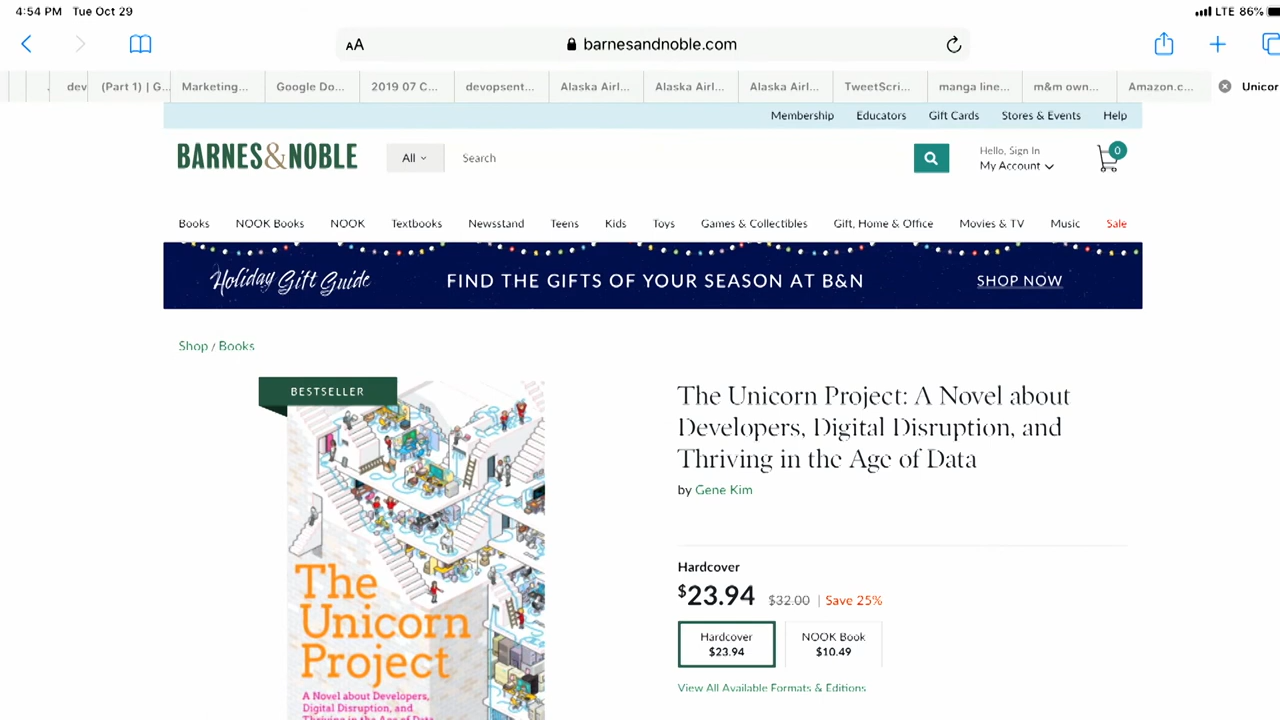 4:54 PM Tue Oct 29
LTE 86%
AA barnesandnoble.com
. dev (Part 1) | G... Marketing... Google Do... 2019 07 C... devopsent... Alaska Airl... Alaska Airl... Alaska Airl... TweetScri... manga line... m&m own... Amazon.c... Unicor
Membership Educators Gift Cards Stores & Events Help
BARNES&NOBLE
All Search
Hello, Sign In
My Account
0
Books NOOK Books NOOK Textbooks Newsstand Teens Kids Toys Games & Collectibles Gift, Home & Office Movies & TV Music Sale
Holiday Gift Guide FIND THE GIFTS OF YOUR SEASON AT B&N SHOP NOW
Shop / Books
BESTSELLER
The
Unicorn
Project
A Novel about Developers,
Digital Disruption, and
Thriving in the Age of Data
The Unicorn Project: A Novel about
Developers, Digital Disruption, and
Thriving in the Age of Data
by Gene Kim
Hardcover
$23.94 $32.00 | Save 25%
Hardcover
$23.94
NOOK Book
$10.49
View All Available Formats & Editions